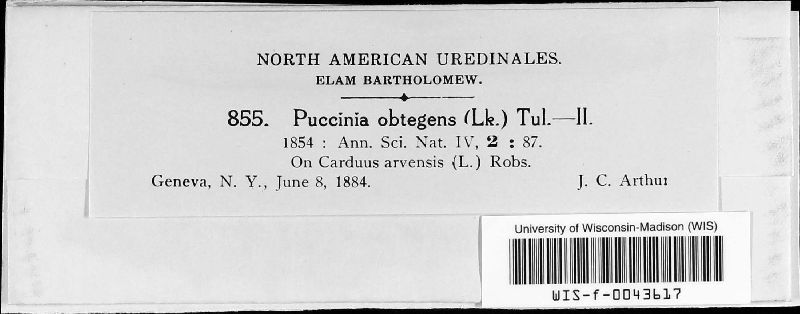 NORTH AMERICAN UREDINALES.
ELAM BARTHOLOMEW.
855. Puccinia obtegens (Lk.) Tul.—II.
1854 : Ann. Sci. Nat. IV, 2 : 87.
On Carduus arvensis (L.) Robs.
Geneva, N. Y., June 8, 1884. J. C. Arthur
University of Wisconsin-Madison (WIS)
WIS-f-0043617